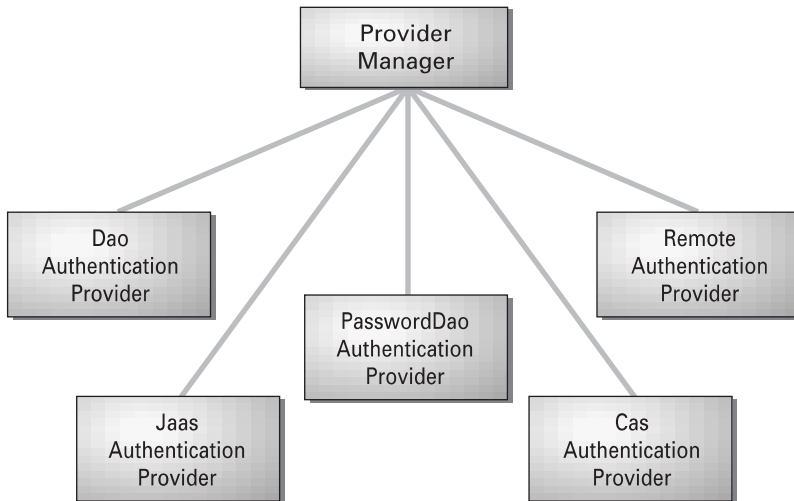 Provider
Manager
Dao
Authentication
Provider
Remote
Authentication
Provider
PasswordDao
Authentication
Provider
Jaas
Authentication
Provider
Cas
Authentication
Provider